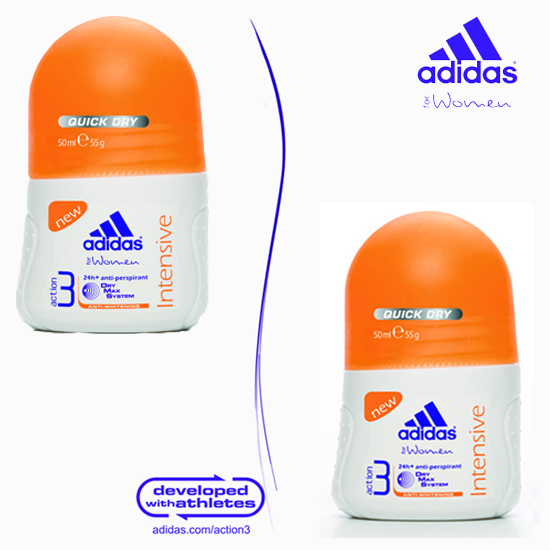 QUICK DRY
50ml e 55g
new
adidas
for Women
action
3
24h+ anti-perspirant
DRY
MAX
SYSTEM
ANTI-WHITENING
Intensive
adidas
for Women
QUICK DRY
50ml e 55g
new
adidas
for Women
action
3
24h+ anti-perspirant
DRY
MAX
SYSTEM
ANTI-WHITENING
Intensive
developed
withathletes
adidas.com/action3